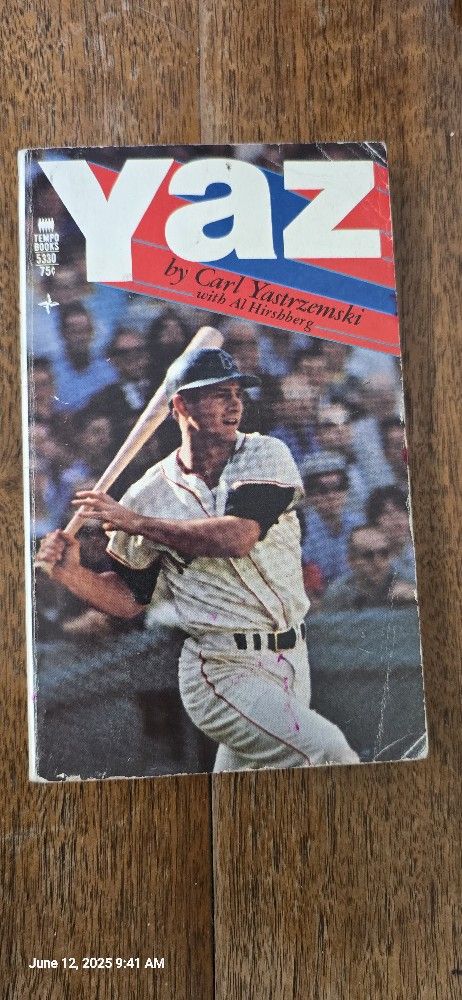 Yaz
by Carl Yastrzemski
with Al Hirshberg
TEMPO
BOOKS
5330
75¢
B
June 12, 2025 9:41 AM